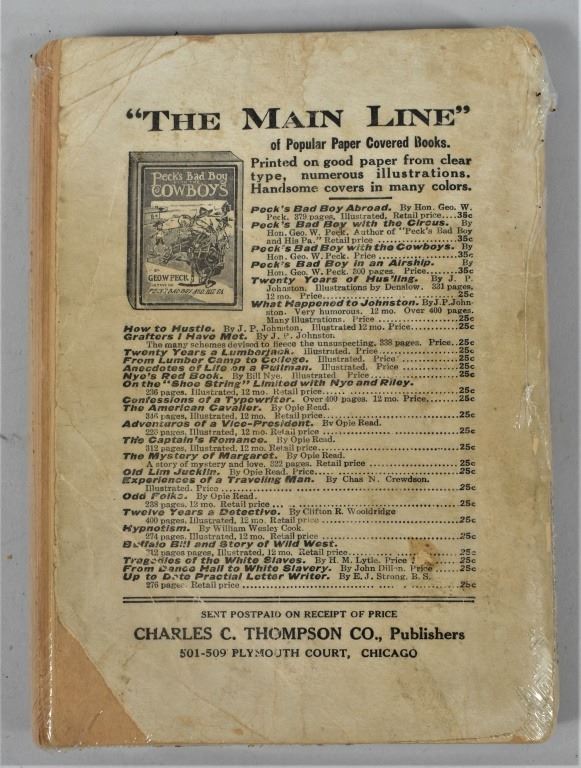 "THE MAIN LINE"
of Popular Paper Covered Books.
Printed on good paper from clear
type, numerous illustrations.
Handsome covers in many colors.
Peck's Bad Boy
COWBOYS
BY
GEO.W. PECK
Peck's Bad Boy Abroad. By Hon. Geo. W.
Peck. 379 pages, Illustrated, Retail price....35c
Peck's Bad Boy with the Circus. By
Hon. Geo. W. Peck. Author of "Peck's Bad Boy
and His Pa." Retail price ......35c
Peck's Bad Boy with the Cowboys. By
Hon. Geo. W. Peck. Price ......35c
Peck's Bad Boy in an Airship. By
Hon. Geo. W. Peck. 300 pages, Price ......35c
Twenty Years of Hus'ling. By J. P.
Johnston. Illustrations by Denslow. 331 pages,
12 mo. Price......25c
What Happened to Johnston. By J.P. John-
ston. Very humorous. 12 mo. Over 400 pages.
Many illustrations. Price ......25c
How to Hustle. By J. P. Johnston, Illustrated 12 mo. Price......25c
Grafters I Have Met. By J. P. Johnston.
The many schemes devised to fleece the unsuspecting. 338 pages. Price..25c
Twenty Years a Lumberjack. Illustruted. Price ......25c
From Lumber Camp to College. Illustrated. Price ......25c
Anecdotes of Life on a Pullman. Illustrated. Price ......25c
Nye's Red Book. By Bill Nye. Illustrated. Price ......25c
On the "Shoe String" Limited with Nye and Riley.
236 pages, Illustrated, 12 mo. Retail price......25c
Confessions of a Typewriter. Over 400 pages, 12 mo. Price......25c
The American Cavalier. By Opie Read.
346 pages, Illustrated, 12 mo. Retail price ......25c
Adventures of a Vice-President. By Opie Read.
226 pages, Illustrated, 12 mo. Retail price ......25c
The Captain's Romance. By Opie Read.
312 pages, Illustrated, 12 mo. Retail price ......25c
The Mystery of Margaret. By Opie Read.
A story of mystery and love. 322 pages. Retail price ......25c
Old Lim Jucklin. By Opie Read, Price......25c
Experiences of a Traveling Man. By Chas N. Crewdson.
Illustrated. Price ......25c
Odd Folks. By Opie Read.
238 pages, 12 mo. Retail price ......25c
Twelve Years a Detective. By Clifton R. Wooldridge
400 pages, Illustrated, 12 mo. Retail price ......25c
Hypnotism. By William Wesley Cook.
274 pages, Illustrated, 12 mo. Retail price ......25c
Buffalo Bill and Story of Wild West.
312 pages pages, Illustrated, 12 mo, Retail price......25c
Tragedies of the White Slaves. By H. M. Lytle. Price ......25c
From Dance Hall to White Slavery. By John Dillon. Price ......25c
Up to Date Practial Letter Writer. By E. J. Strong, B. S.
276 pages. Retail price ......25c
SENT POSTPAID ON RECEIPT OF PRICE
CHARLES C. THOMPSON CO., Publishers
501-509 PLYMOUTH COURT, CHICAGO